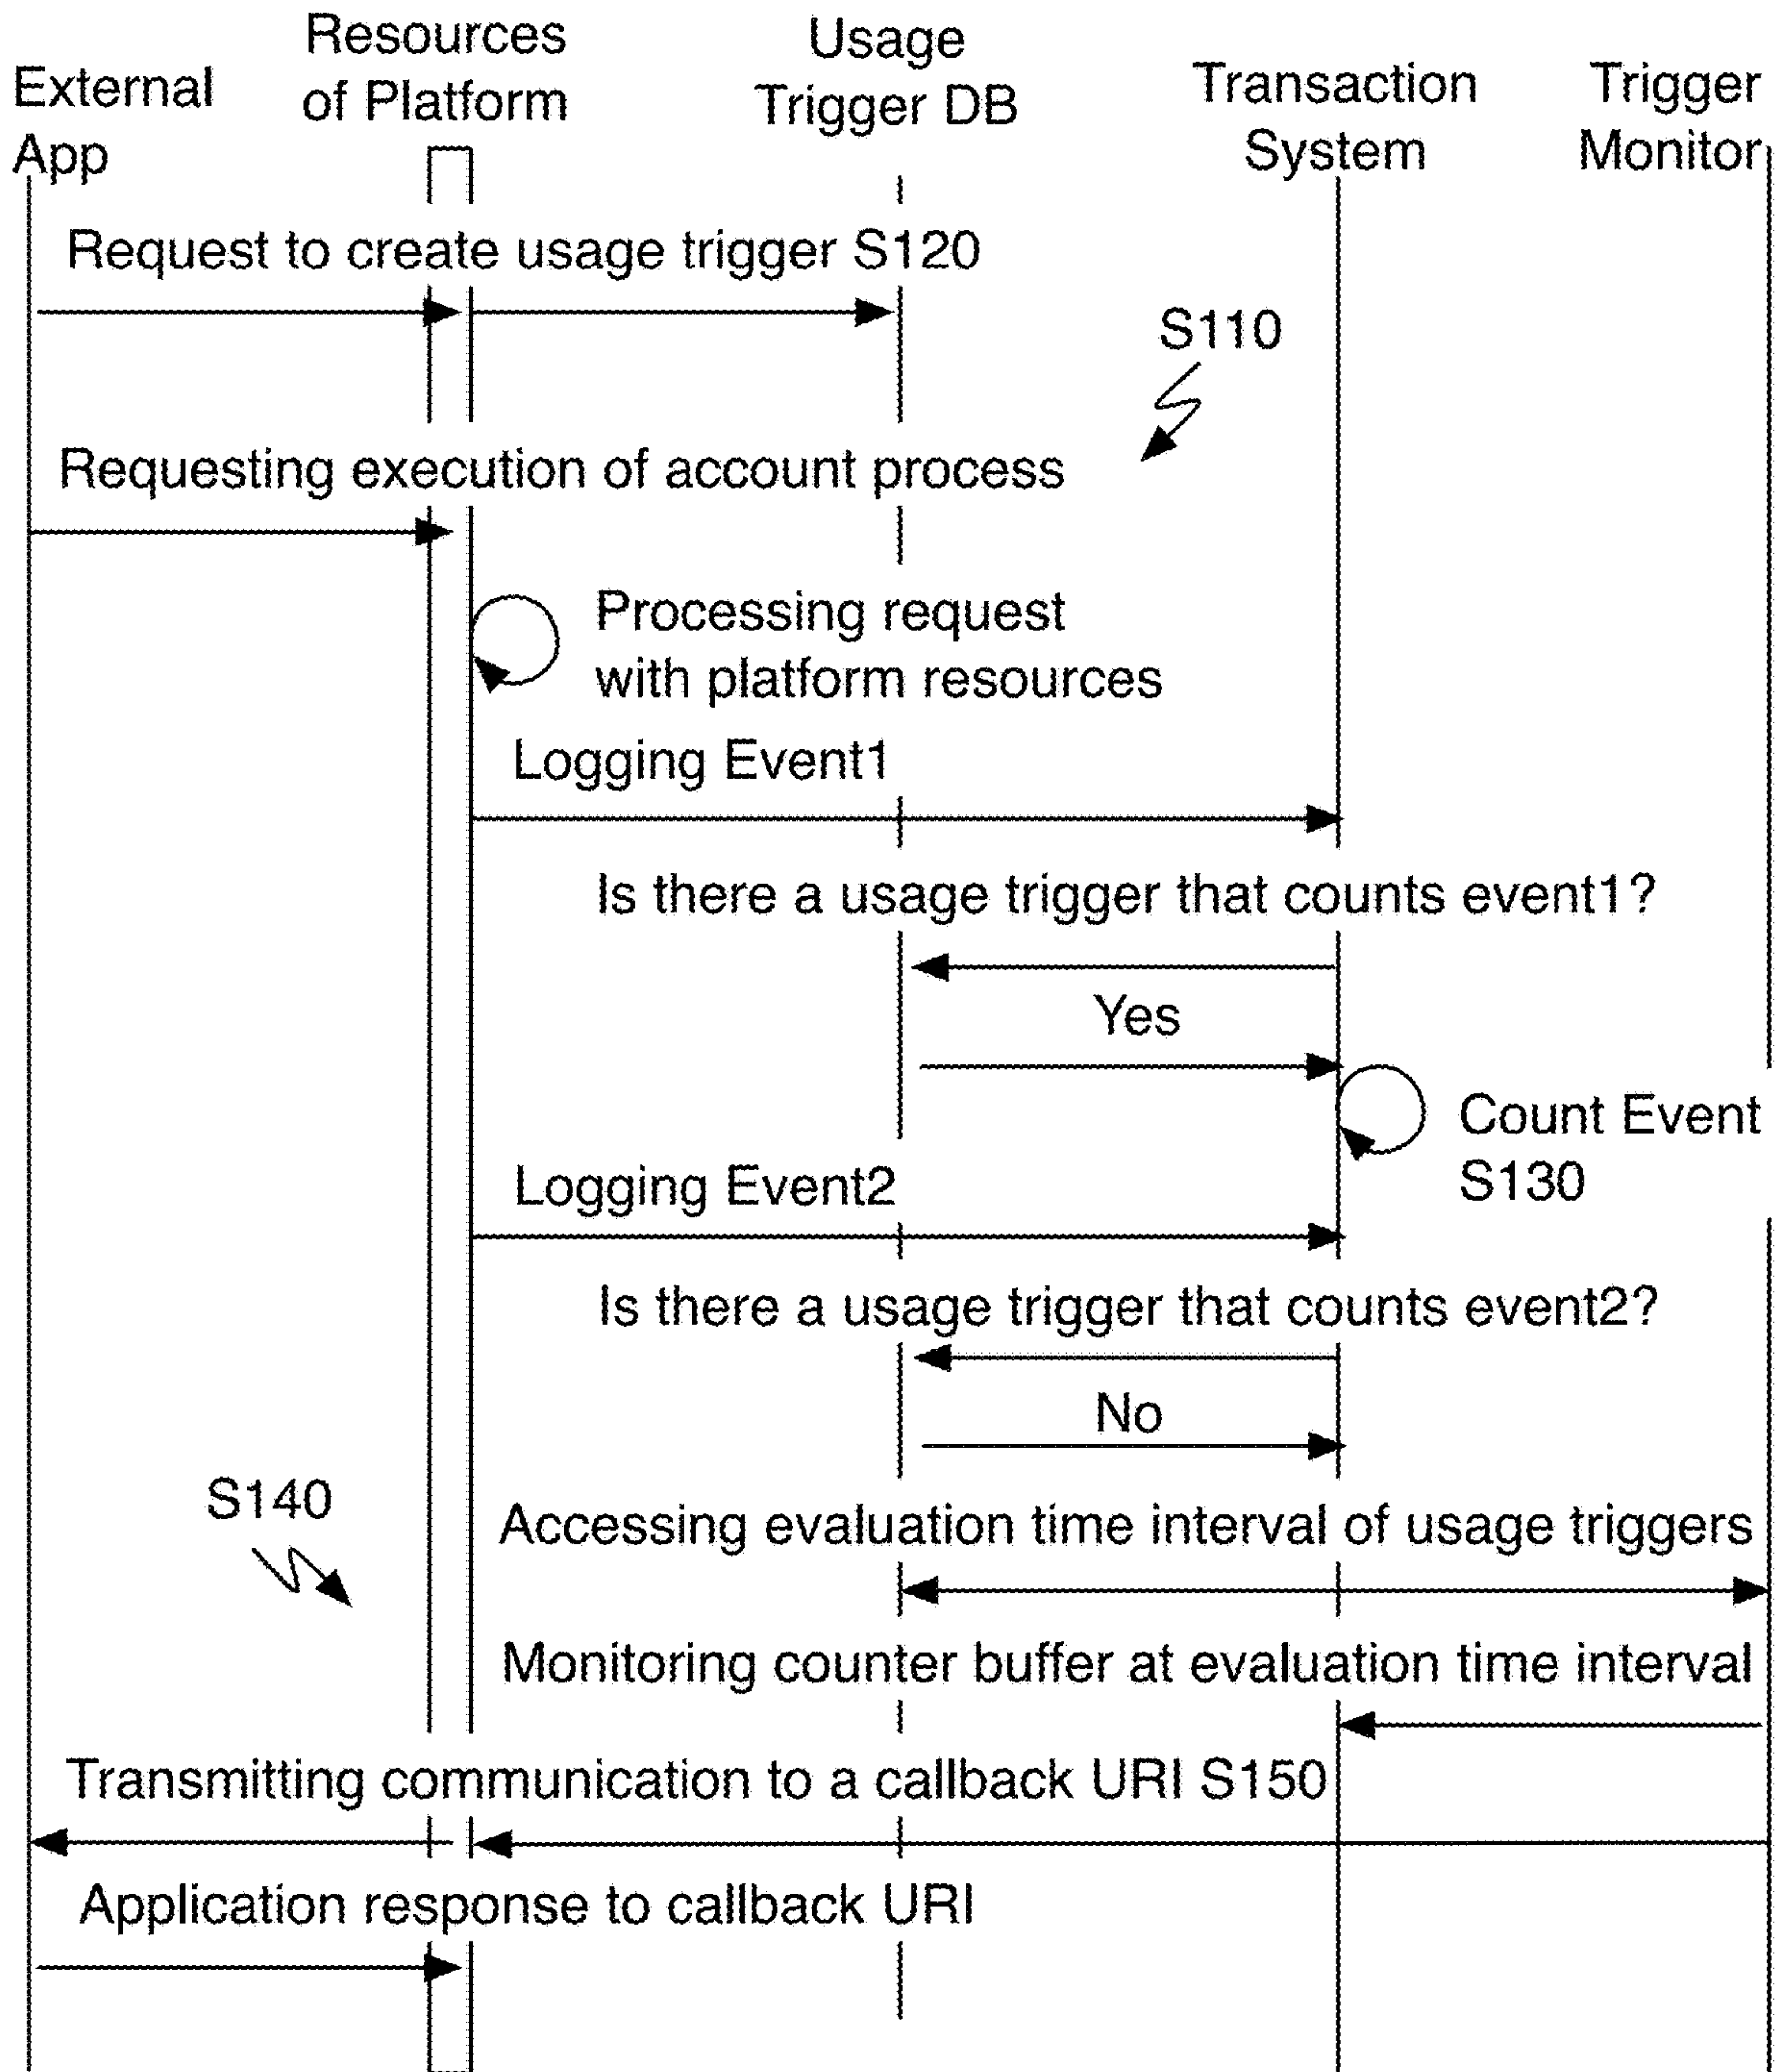 External
App
Resources
of Platform
Usage
Trigger DB
Transaction
System
Trigger
Monitor
Request to create usage trigger S120
S110
Requesting execution of account process
Processing request
with platform resources
Logging Event1
Is there a usage trigger that counts event1?
Yes
Count Event
S130
Logging Event2
Is there a usage trigger that counts event2?
No
S140
Accessing evaluation time interval of usage triggers
Monitoring counter buffer at evaluation time interval
Transmitting communication to a callback URI S150
Application response to callback URI